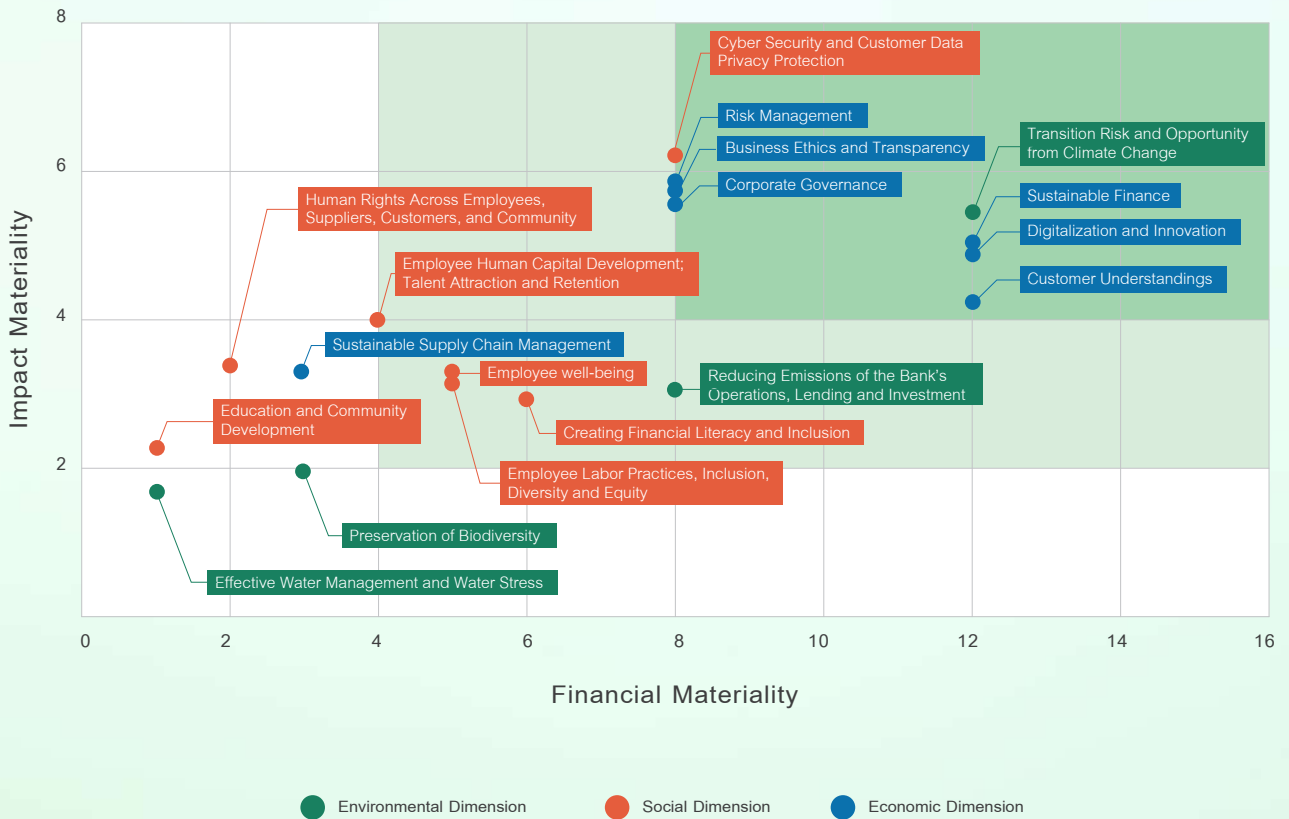 8
Cyber Security and Customer Data
Privacy Protection
Risk Management
Business Ethics and Transparency
Corporate Governance
Transition Risk and Opportunity
from Climate Change
Sustainable Finance
Digitalization and Innovation
Customer Understandings
6
Human Rights Across Employees,
Suppliers, Customers, and Community
Employee Human Capital Development;
Talent Attraction and Retention
4
Sustainable Supply Chain Management
Employee well-being
Reducing Emissions of the Bank's
Operations, Lending and Investment
Education and Community
Development
Creating Financial Literacy and Inclusion
2
Employee Labor Practices, Inclusion,
Diversity and Equity
Preservation of Biodiversity
Effective Water Management and Water Stress
Impact Materiality
0 2 4 6 8 10 12 14 16
Financial Materiality
Environmental Dimension
Social Dimension
Economic Dimension